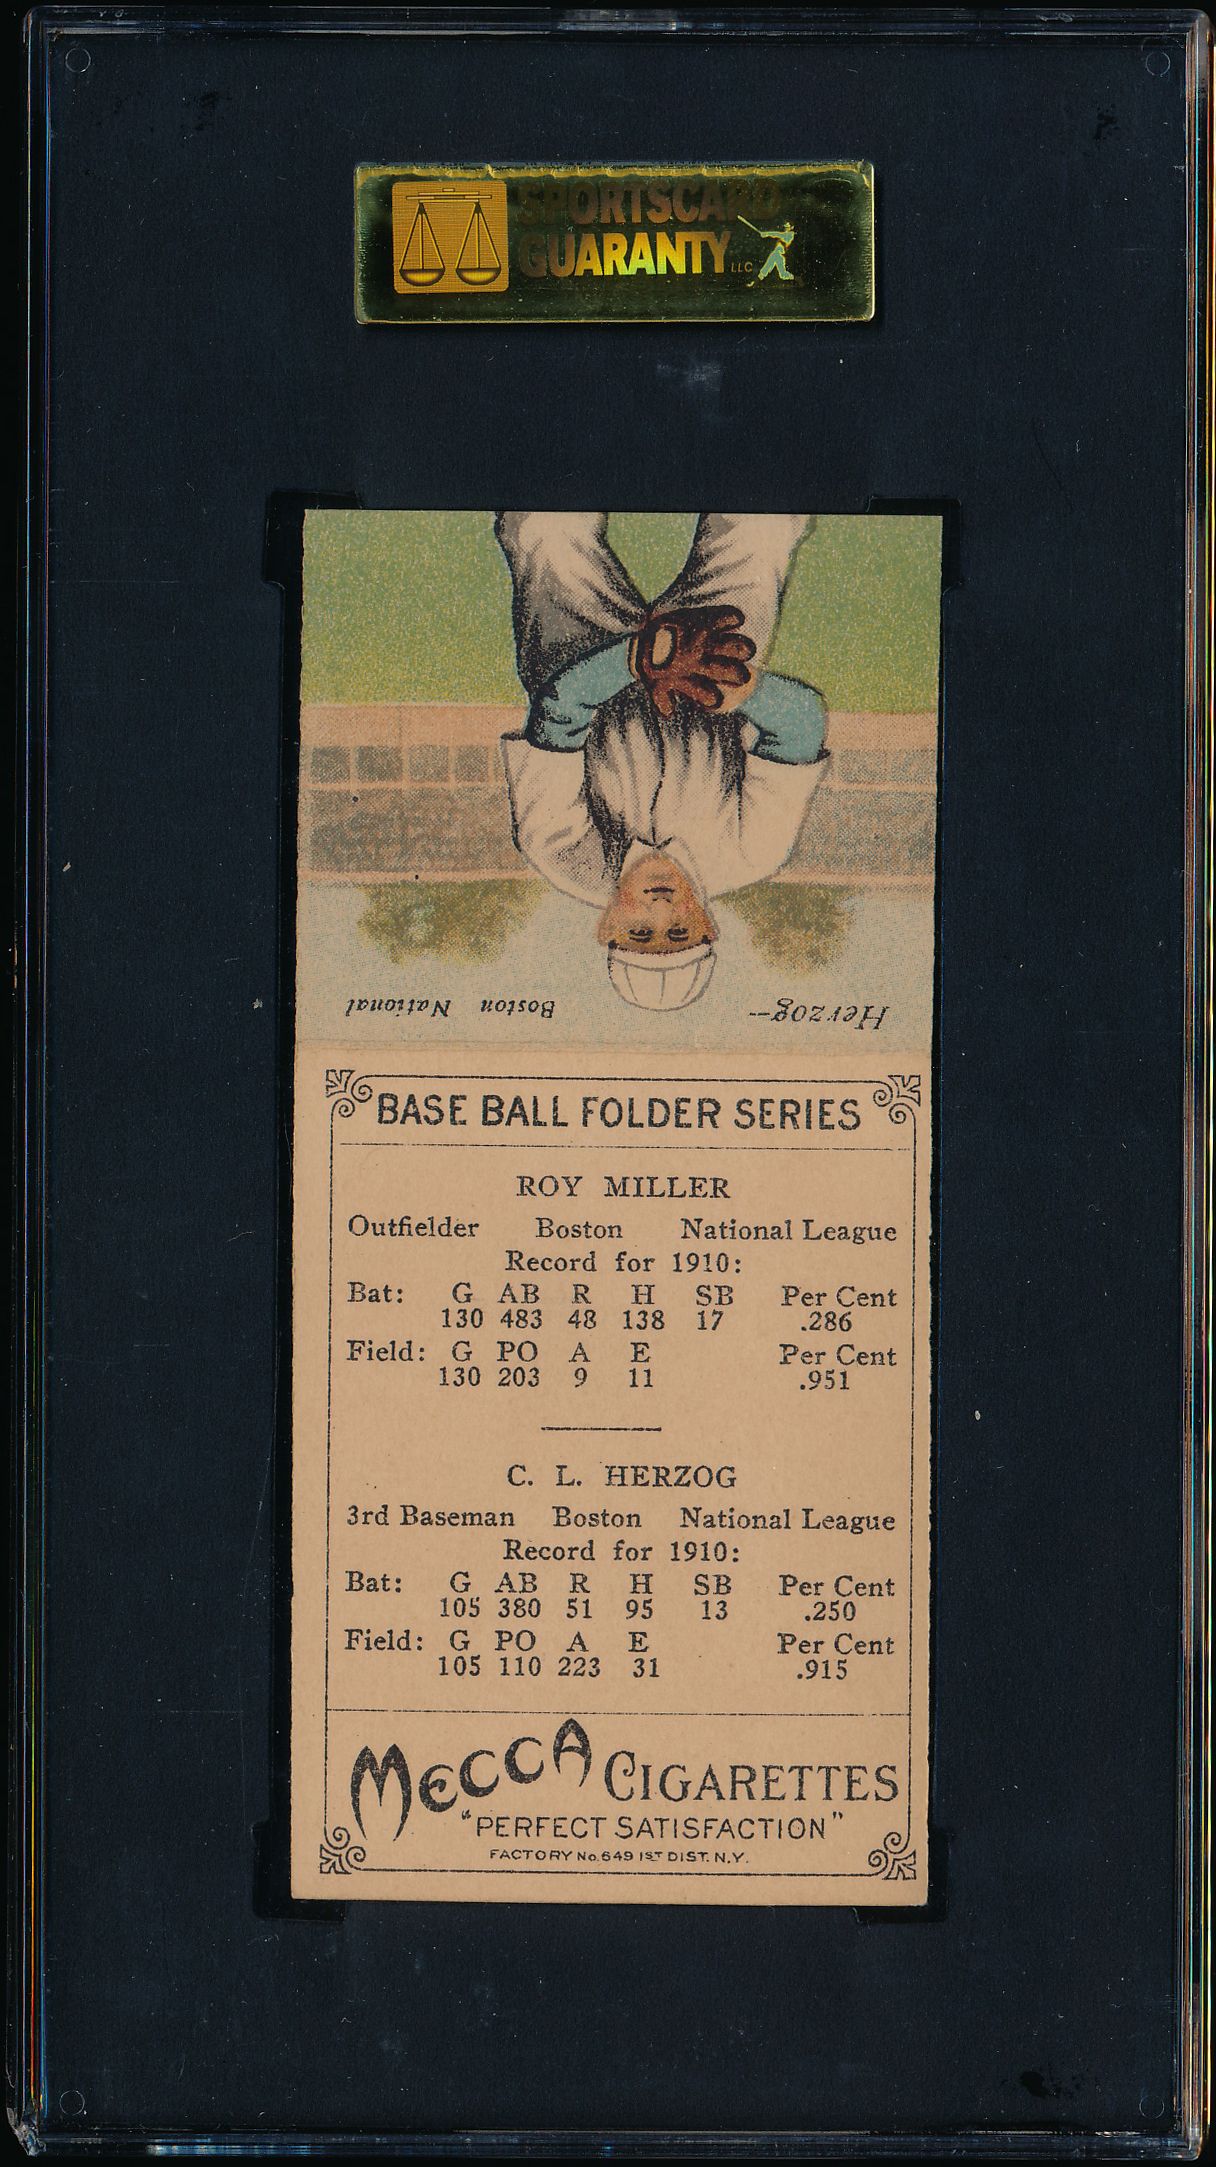 SPORTSCARD
GUARANTY LLC
Herzog— Boston National
BASE BALL FOLDER SERIES
ROY MILLER
Outfielder Boston National League
Record for 1910:
Bat: G AB R H SB Per Cent
130 483 48 138 17 .286
Field: G PO A E Per Cent
130 203 9 11 .951
C. L. HERZOG
3rd Baseman Boston National League
Record for 1910:
Bat: G AB R H SB Per Cent
105 380 51 95 13 .250
Field: G PO A E Per Cent
105 110 223 31 .915
MECCA CIGARETTES
"PERFECT SATISFACTION"
FACTORY No. 649 1ST DIST. N.Y.